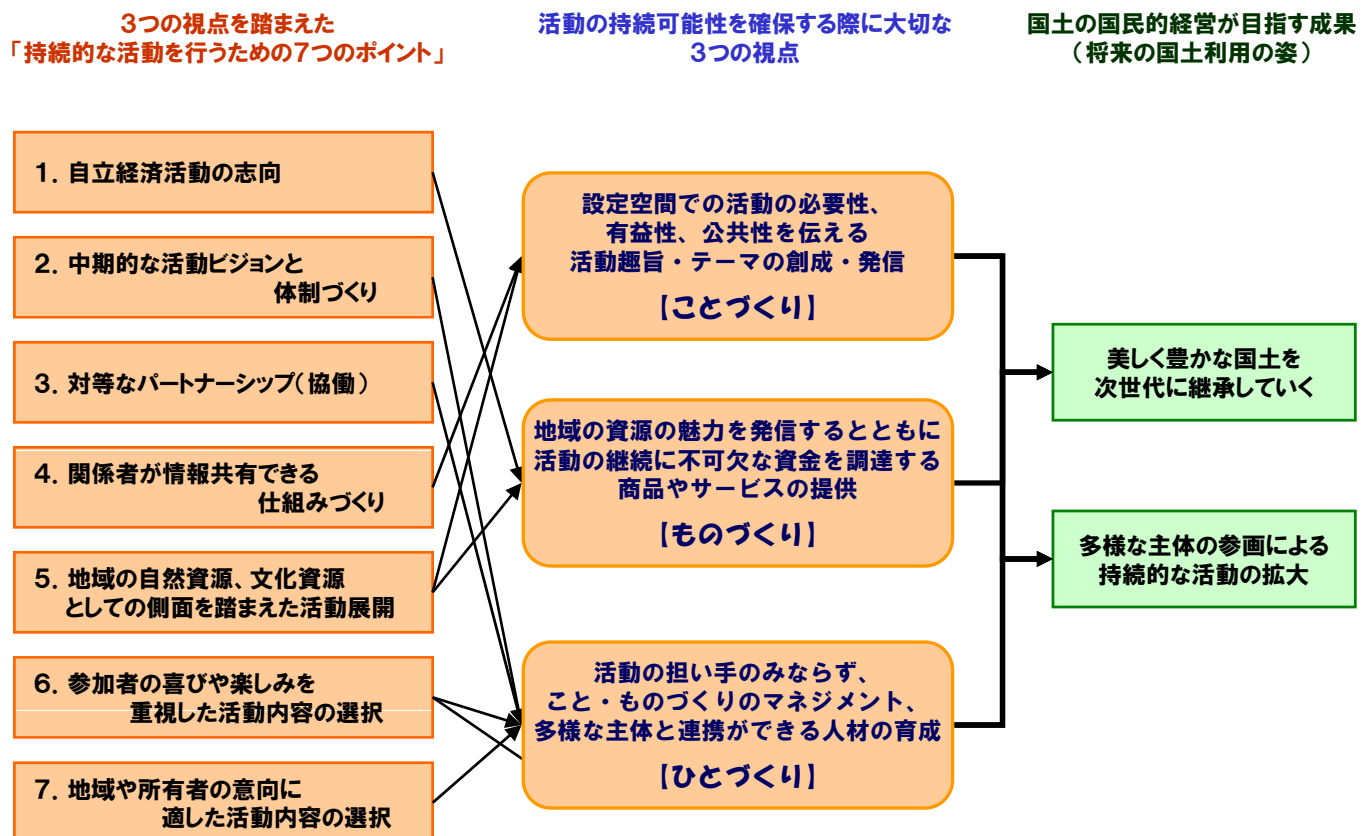 3つの視点を踏まえた
「持続的な活動を行うための7つのポイント」
活動の持続可能性を確保する際に大切な
3つの視点
国土の国民的経営が目指す成果
(将来の国土利用の姿)
1. 自立経済活動の志向
2. 中期的な活動ビジョンと
体制づくり
3. 対等なパートナーシップ(協働)
4. 関係者が情報共有できる
仕組みづくり
5. 地域の自然資源、文化資源
としての側面を踏まえた活動展開
6. 参加者の喜びや楽しみを
重視した活動内容の選択
7. 地域や所有者の意向に
適した活動内容の選択
設定空間での活動の必要性、
有益性、公共性を伝える
活動趣旨・テーマの創成・発信
【ことづくり】
地域の資源の魅力を発信するとともに
活動の継続に不可欠な資金を調達する
商品やサービスの提供
【ものづくり】
活動の担い手のみならず、
こと・ものづくりのマネジメント、
多様な主体と連携ができる人材の育成
【ひとづくり】
美しく豊かな国土を
次世代に継承していく
多様な主体の参画による
持続的な活動の拡大